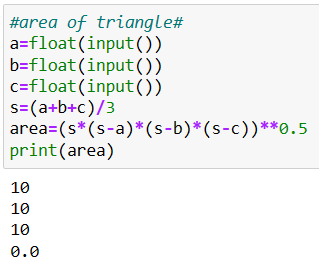 #area of triangle#
a=float(input())
b=float(input())
c=float(input())
s=(a+b+c)/3
area=(s*(s-a)*(s-b)*(s-c))**0.5
print(area)
10
10
10
0.0